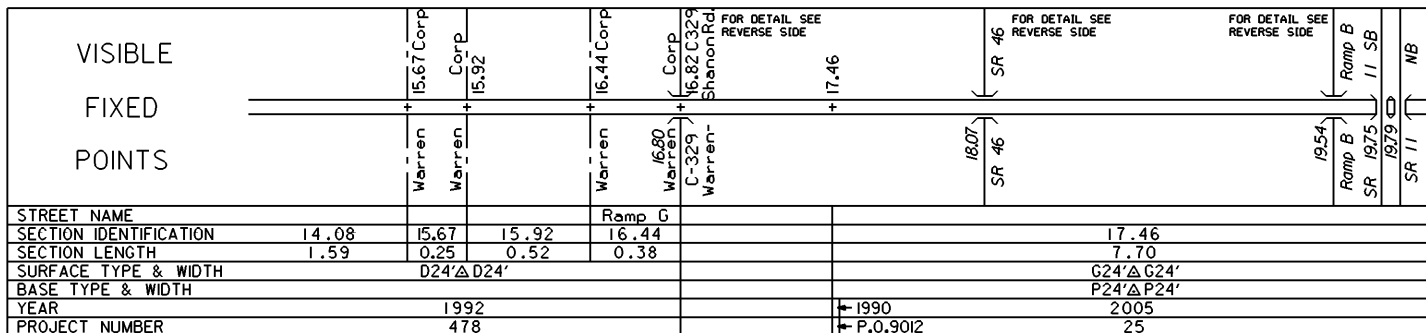 VISIBLE
FIXED
POINTS
15.67 Corp
Corp
15.92
16.44 Corp
Corp
16.82 C329
Shanon Rd.
FOR DETAIL SEE
REVERSE SIDE
17.46
SR 46
FOR DETAIL SEE
REVERSE SIDE
FOR DETAIL SEE
REVERSE SIDE
Ramp B
SR 11 SB
NB
Warren
Warren
Warren
16.80
Warren
C-329
Warren-
18.07
SR 46
19.54
Ramp B
SR 19.75
19.79
SR 11
STREET NAME Ramp G
SECTION IDENTIFICATION 14.08 15.67 15.92 16.44 17.46
SECTION LENGTH 1.59 0.25 0.52 0.38 7.70
SURFACE TYPE & WIDTH D24'△D24' G24'△G24'
BASE TYPE & WIDTH P24'△P24'
YEAR 1992 1990 2005
PROJECT NUMBER 478 P.O.9012 25